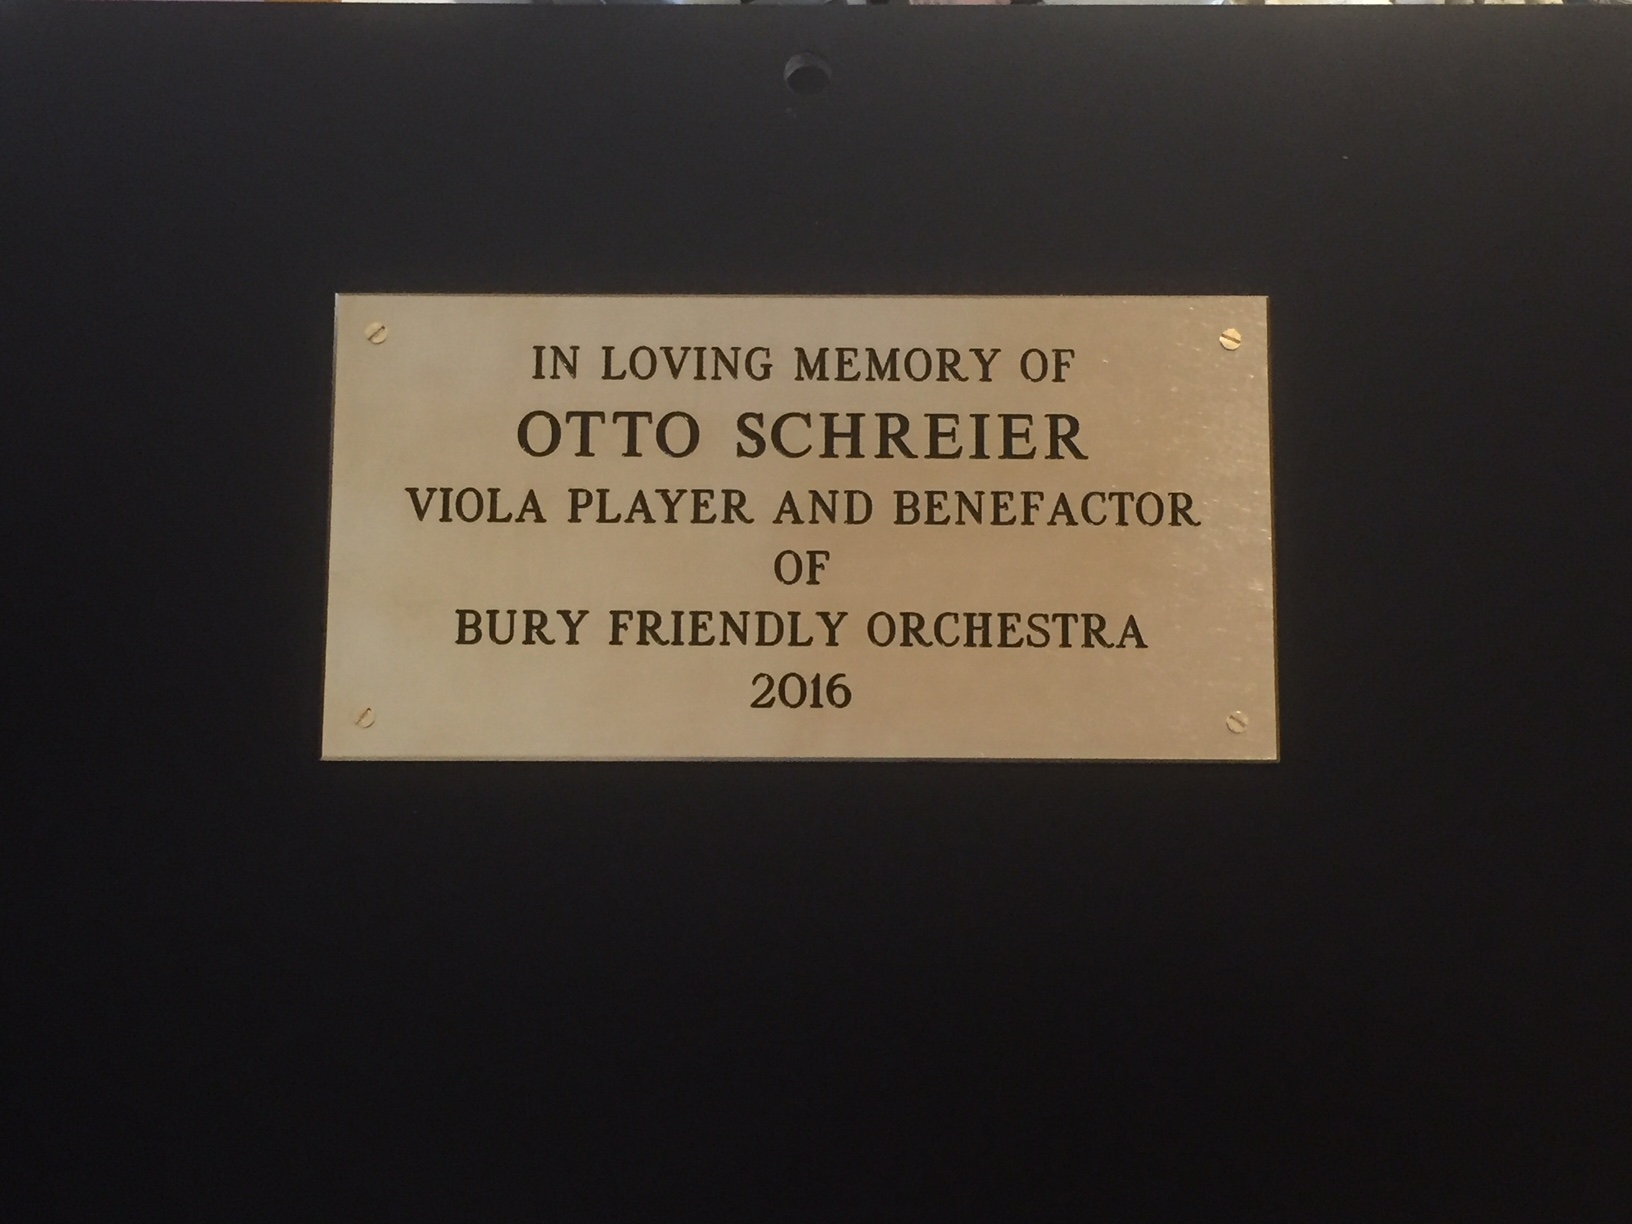 IN LOVING MEMORY OF
OTTO SCHREIER
VIOLA PLAYER AND BENEFACTOR
OF
BURY FRIENDLY ORCHESTRA
2016